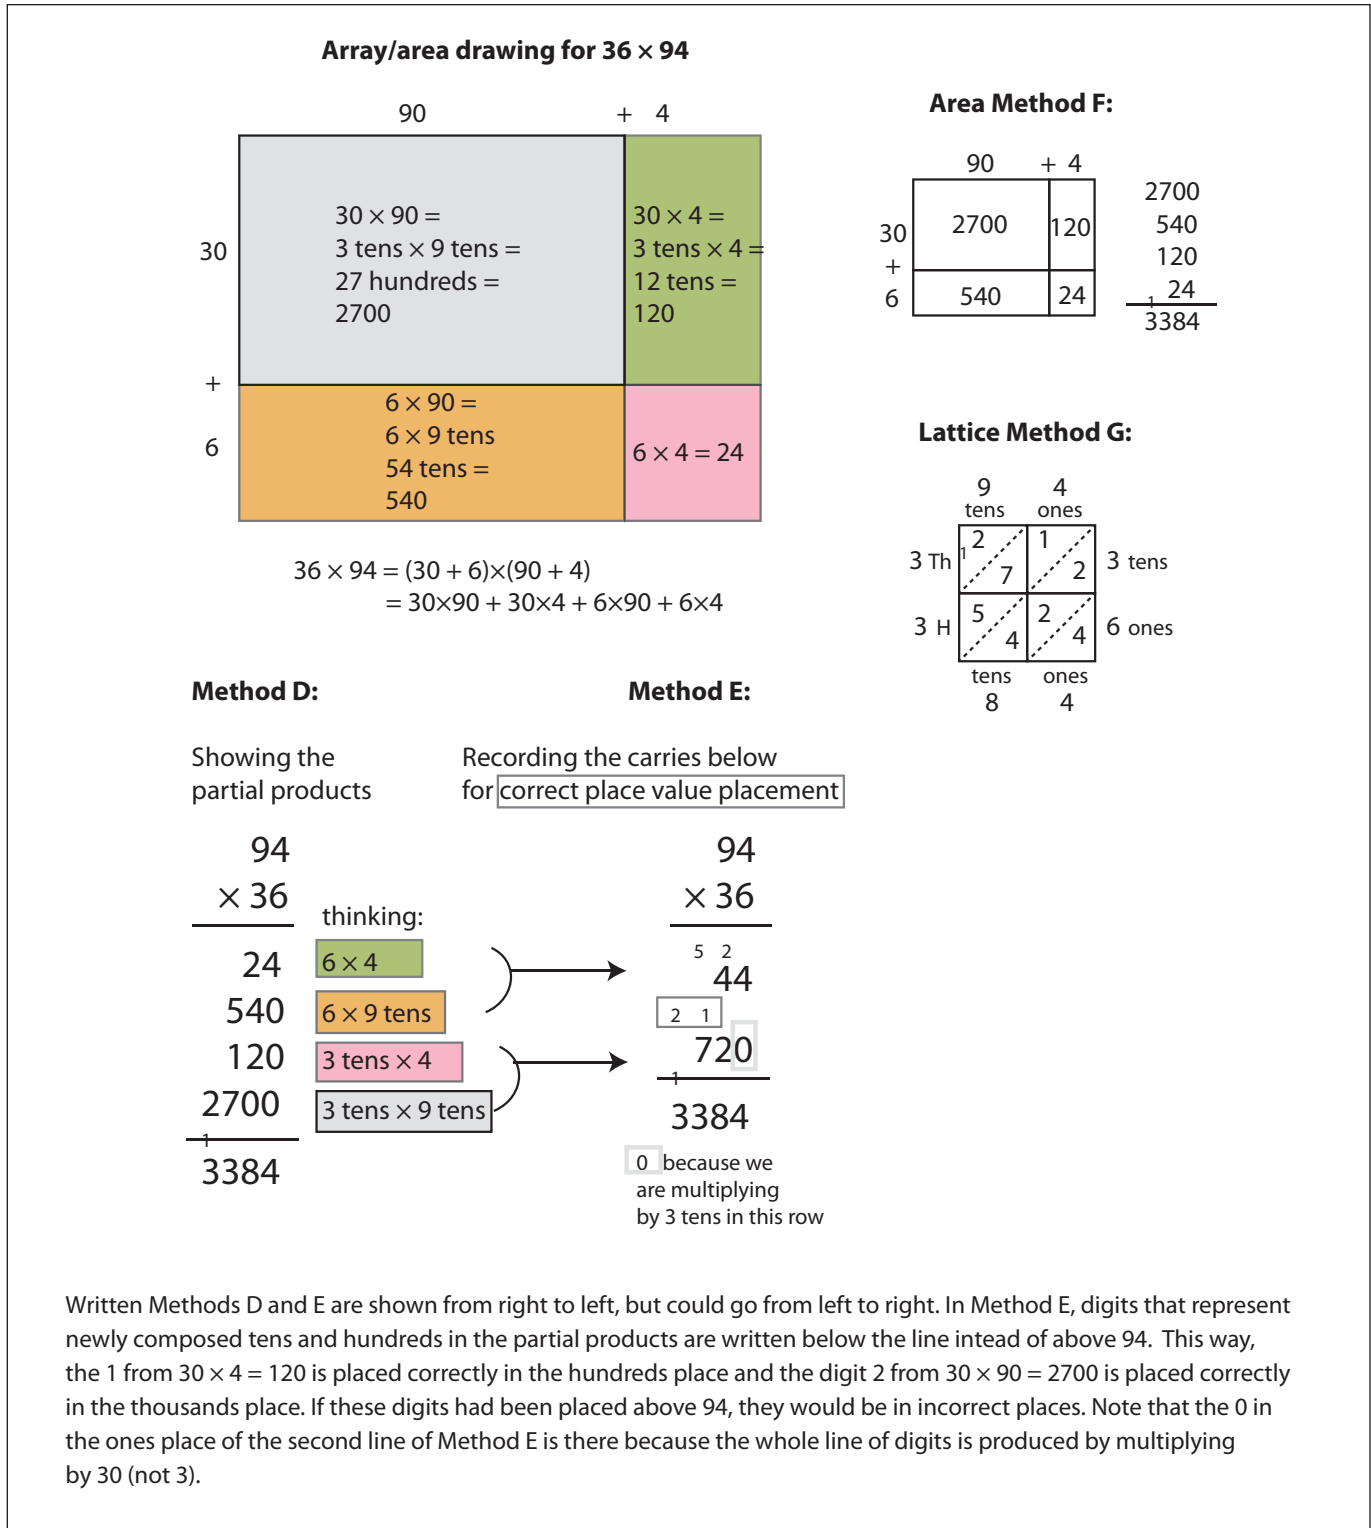 Array/area drawing for 36 × 94
90 + 4
30 × 90 =
3 tens × 9 tens =
27 hundreds =
2700
30 × 4 =
3 tens × 4 =
12 tens =
120
30
+
6
6 × 90 =
6 × 9 tens
54 tens =
540
6 × 4 = 24
36 × 94 = (30 + 6)×(90 + 4)
= 30×90 + 30×4 + 6×90 + 6×4
Area Method F:
90 + 4
30
+
6
2700 120
540 24
2700
540
120
24
1
3384
Lattice Method G:
9 4
tens ones
3 Th 1 2 7 1 2 3 tens
3 H 5 4 2 4 6 ones
tens ones
8 4
Method D:
Showing the
partial products
94
× 36
thinking:
24 6 × 4
540 6 × 9 tens
120 3 tens × 4
2700 3 tens × 9 tens
1
3384
Method E:
Recording the carries below
for correct place value placement
94
× 36
5 2
44
2 1
720
1
3384
0 because we
are multiplying
by 3 tens in this row
Written Methods D and E are shown from right to left, but could go from left to right. In Method E, digits that represent
newly composed tens and hundreds in the partial products are written below the line intead of above 94. This way,
the 1 from 30 × 4 = 120 is placed correctly in the hundreds place and the digit 2 from 30 × 90 = 2700 is placed correctly
in the thousands place. If these digits had been placed above 94, they would be in incorrect places. Note that the 0 in
the ones place of the second line of Method E is there because the whole line of digits is produced by multiplying
by 30 (not 3).